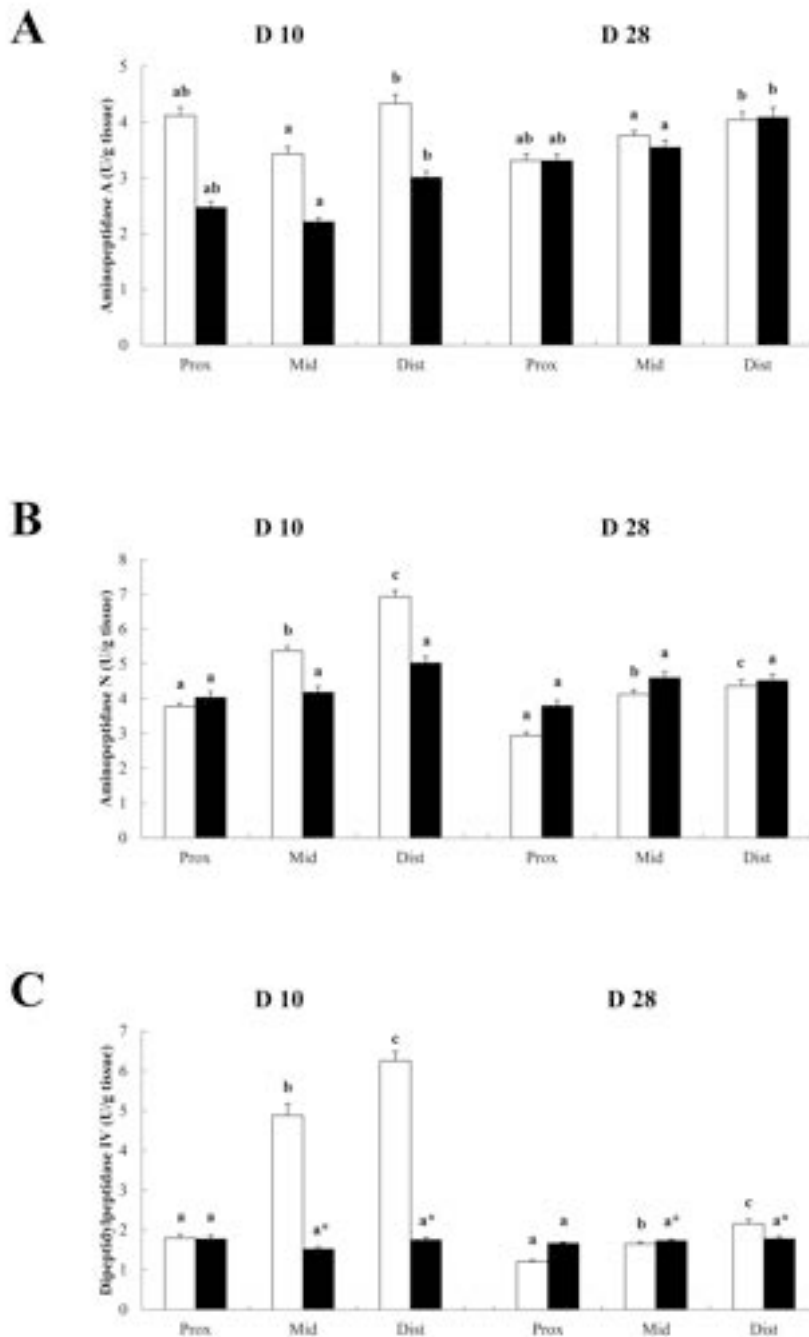 A
D 10
D 28
Aminopeptidase A (U/g tissue)
5
4
3
2
1
0
ab
ab
a
a
b
b
ab
ab
a
a
b
b
Prox
Mid
Dist
Prox
Mid
Dist
B
D 10
D 28
Aminopeptidase N (U/g tissue)
8
7
6
5
4
3
2
1
0
a
a
b
a
c
a
a
a
b
a
c
a
Prox
Mid
Dist
Prox
Mid
Dist
C
D 10
D 28
Dipeptidylpeptidase IV (U/g tissue)
7
6
5
4
3
2
1
0
a
a
b
a*
c
a*
a
a
b
a*
c
a*
Prox
Mid
Dist
Prox
Mid
Dist